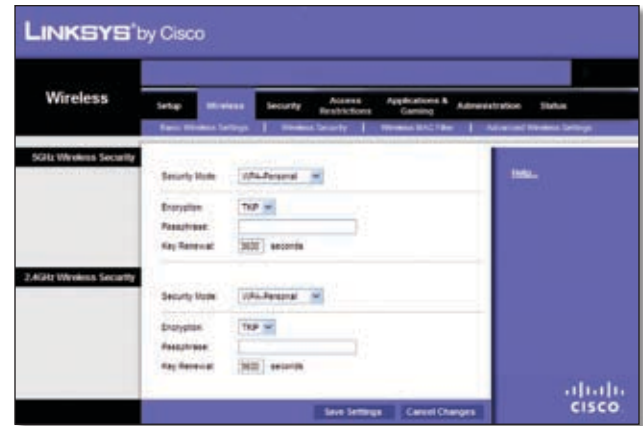 LINKSYS® by Cisco
Wireless
Setup
Wireless
Security
Access Restrictions
Applications & Gaming
Administration
Status
Basic Wireless Settings | Wireless Security | Wireless MAC Filter | Advanced Wireless Settings
5GHz Wireless Security
Security Mode: WPA-Personal
Help...
Encryption: TKIP
Passphrase:
Key Renewal: 3600 seconds
2.4GHz Wireless Security
Security Mode: WPA-Personal
Encryption: TKIP
Passphrase:
Key Renewal: 3600 seconds
Save Settings
Cancel Changes
CISCO